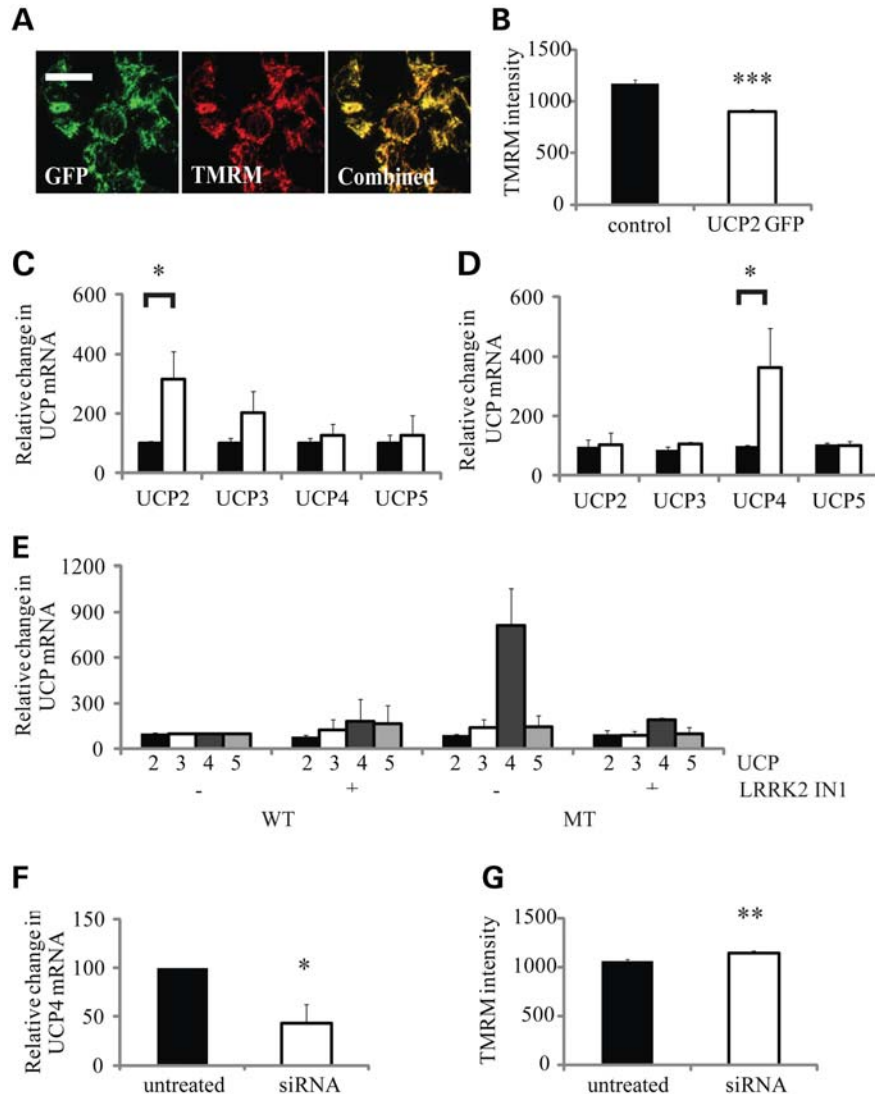 A
GFP
TMRM
Combined
B
TMRM intensity
1500
1000
500
0
***
control
UCP2 GFP
C
Relative change in
UCP mRNA
600
400
200
0
*
UCP2
UCP3
UCP4
UCP5
D
Relative change in
UCP mRNA
600
400
200
0
*
UCP2
UCP3
UCP4
UCP5
E
Relative change in
UCP mRNA
1200
900
600
300
0
2 3 4 5 2 3 4 5 2 3 4 5 2 3 4 5 UCP
- + - + LRRK2 IN1
WT MT
F
Relative change in
UCP4 mRNA
150
100
50
0
*
untreated
siRNA
G
TMRM intensity
1500
1000
500
0
**
untreated
siRNA